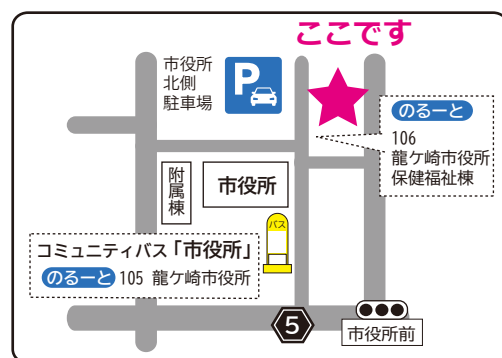 ここです
市役所
北側
駐車場
P
のるーと
106
龍ケ崎市役所
保健福祉棟
附属棟
市役所
バス
コミュニティバス「市役所」
のるーと 105 龍ケ崎市役所
5
市役所前